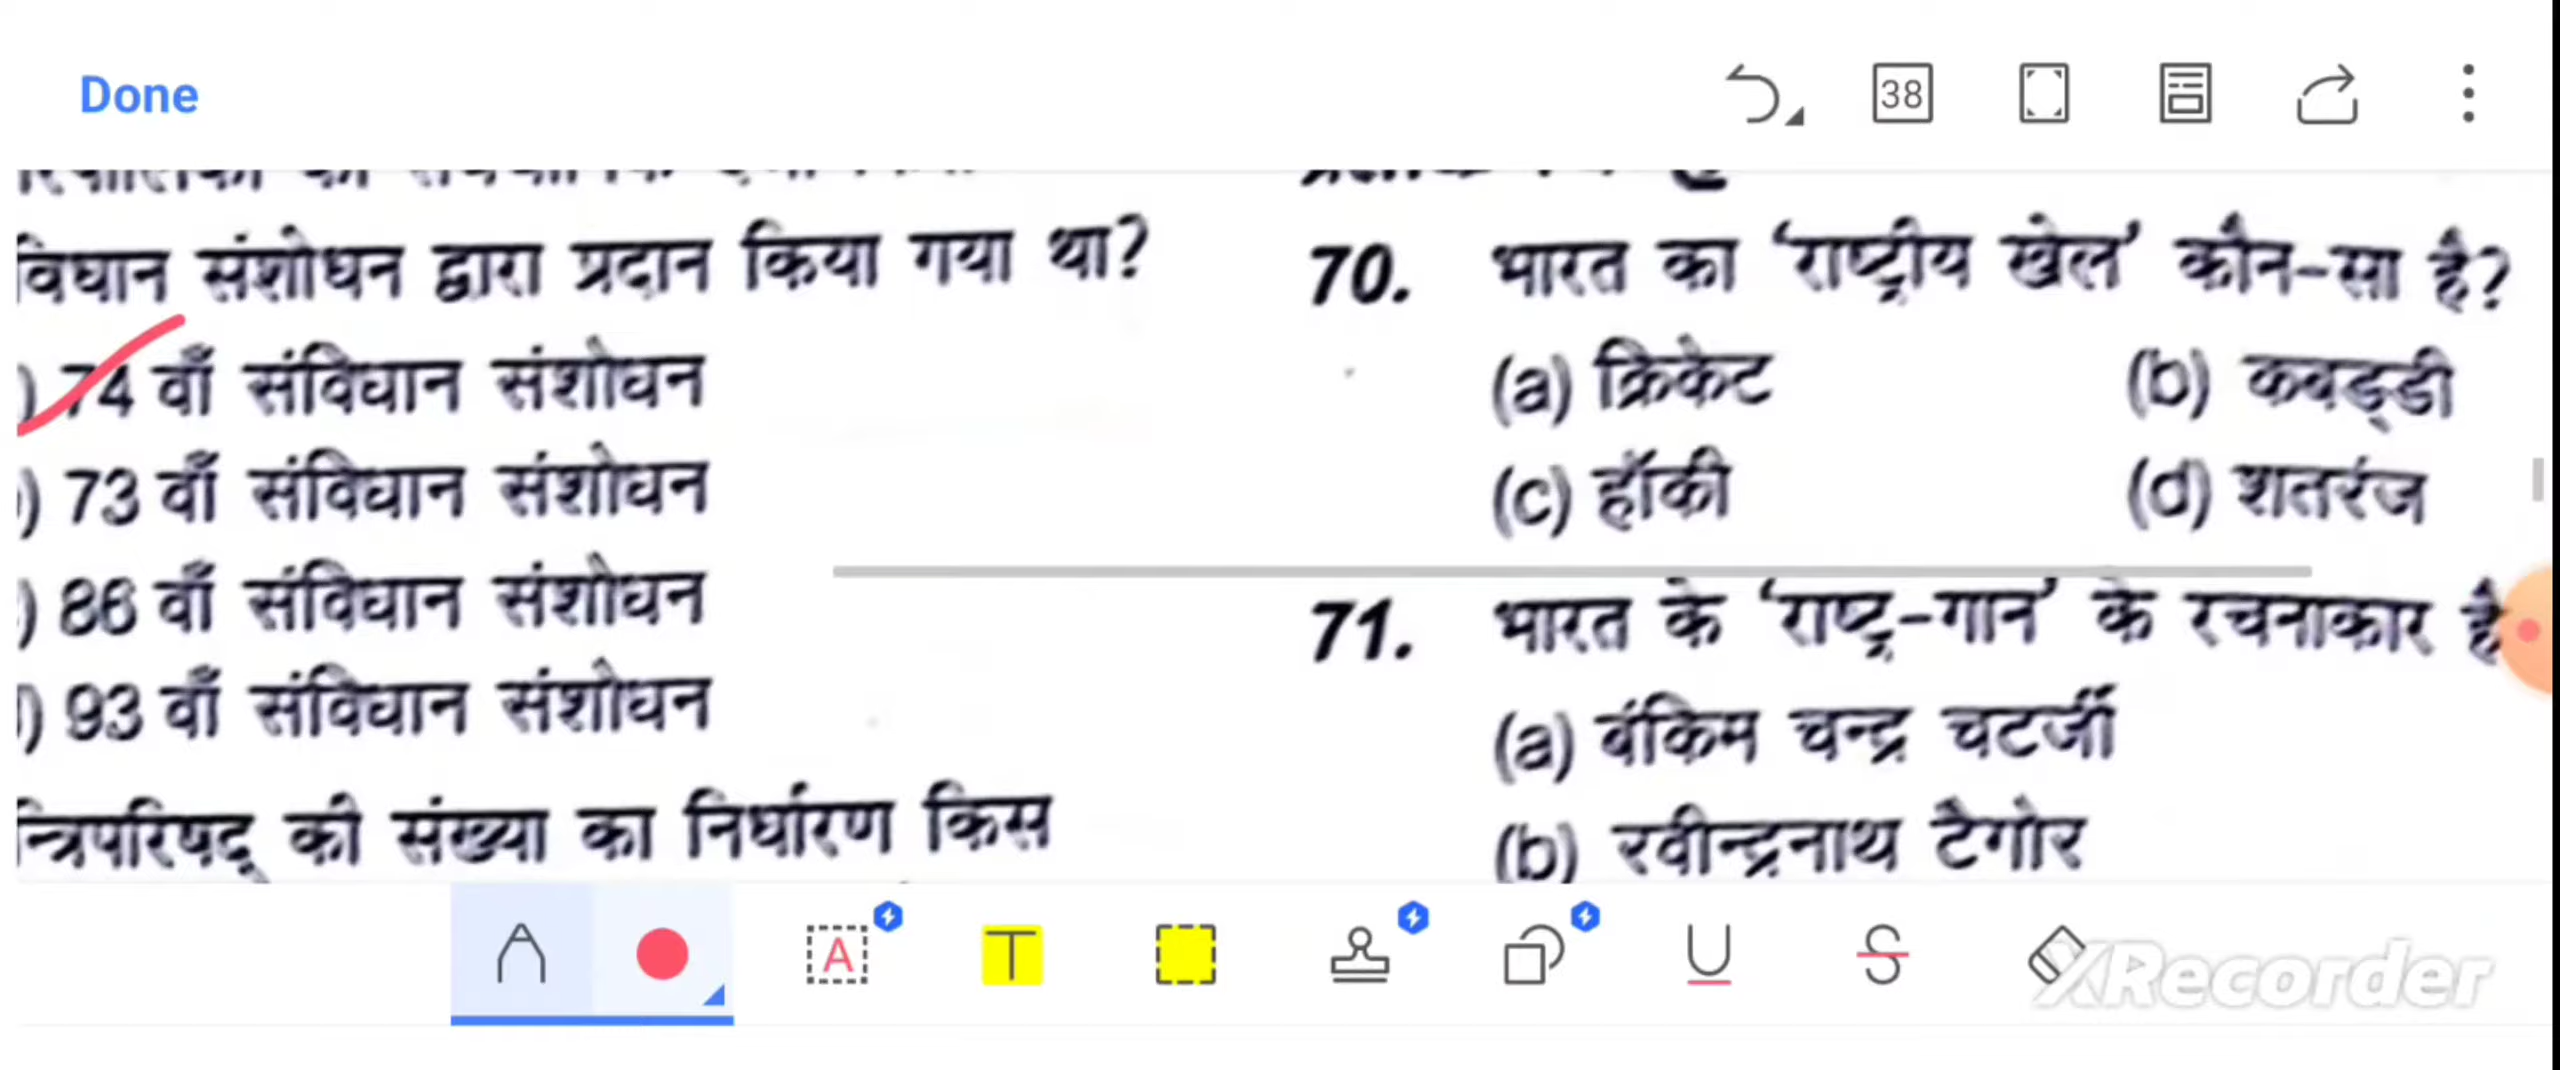 Done
38
विधान संशोधन द्वारा प्रदान किया गया था?
) 74 वाँ संविधान संशोधन
) 73 वाँ संविधान संशोधन
) 86 वाँ संविधान संशोधन
) 93 वाँ संविधान संशोधन
न्त्रिपरिषद् की संख्या का निर्धारण किस
70. भारत का ‘राष्ट्रीय खेल’ कौन-सा है?
(a) क्रिकेट (b) कबड्डी
(c) हॉकी (d) शतरंज
71. भारत के ‘राष्ट्र-गान’ के रचनाकार है
(a) बंकिम चन्द्र चटर्जी
(b) रवीन्द्रनाथ टैगोर
A T U S
XRecorder